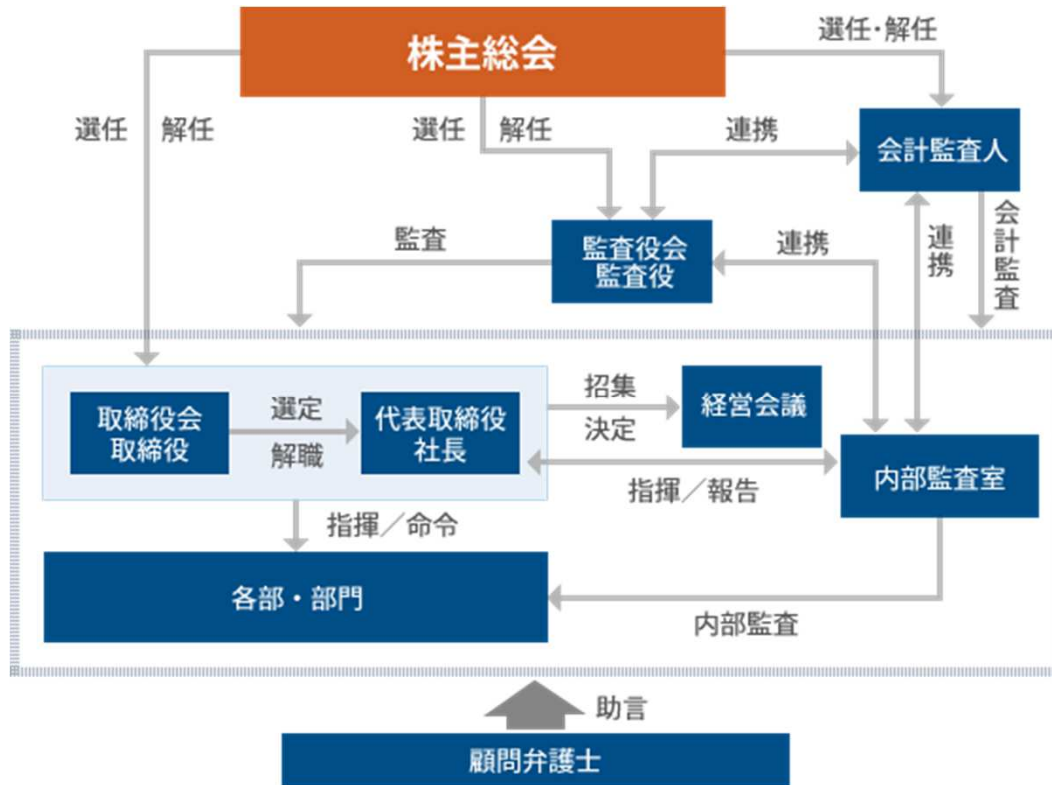 株主総会
選任・解任
選任
解任
選任
解任
連携
会計監査人
監査
監査役会
監査役
連携
連携
会計監査
取締役会
取締役
選定
解職
代表取締役
社長
招集
決定
経営会議
指揮／報告
内部監査室
指揮／命令
各部・部門
内部監査
助言
顧問弁護士